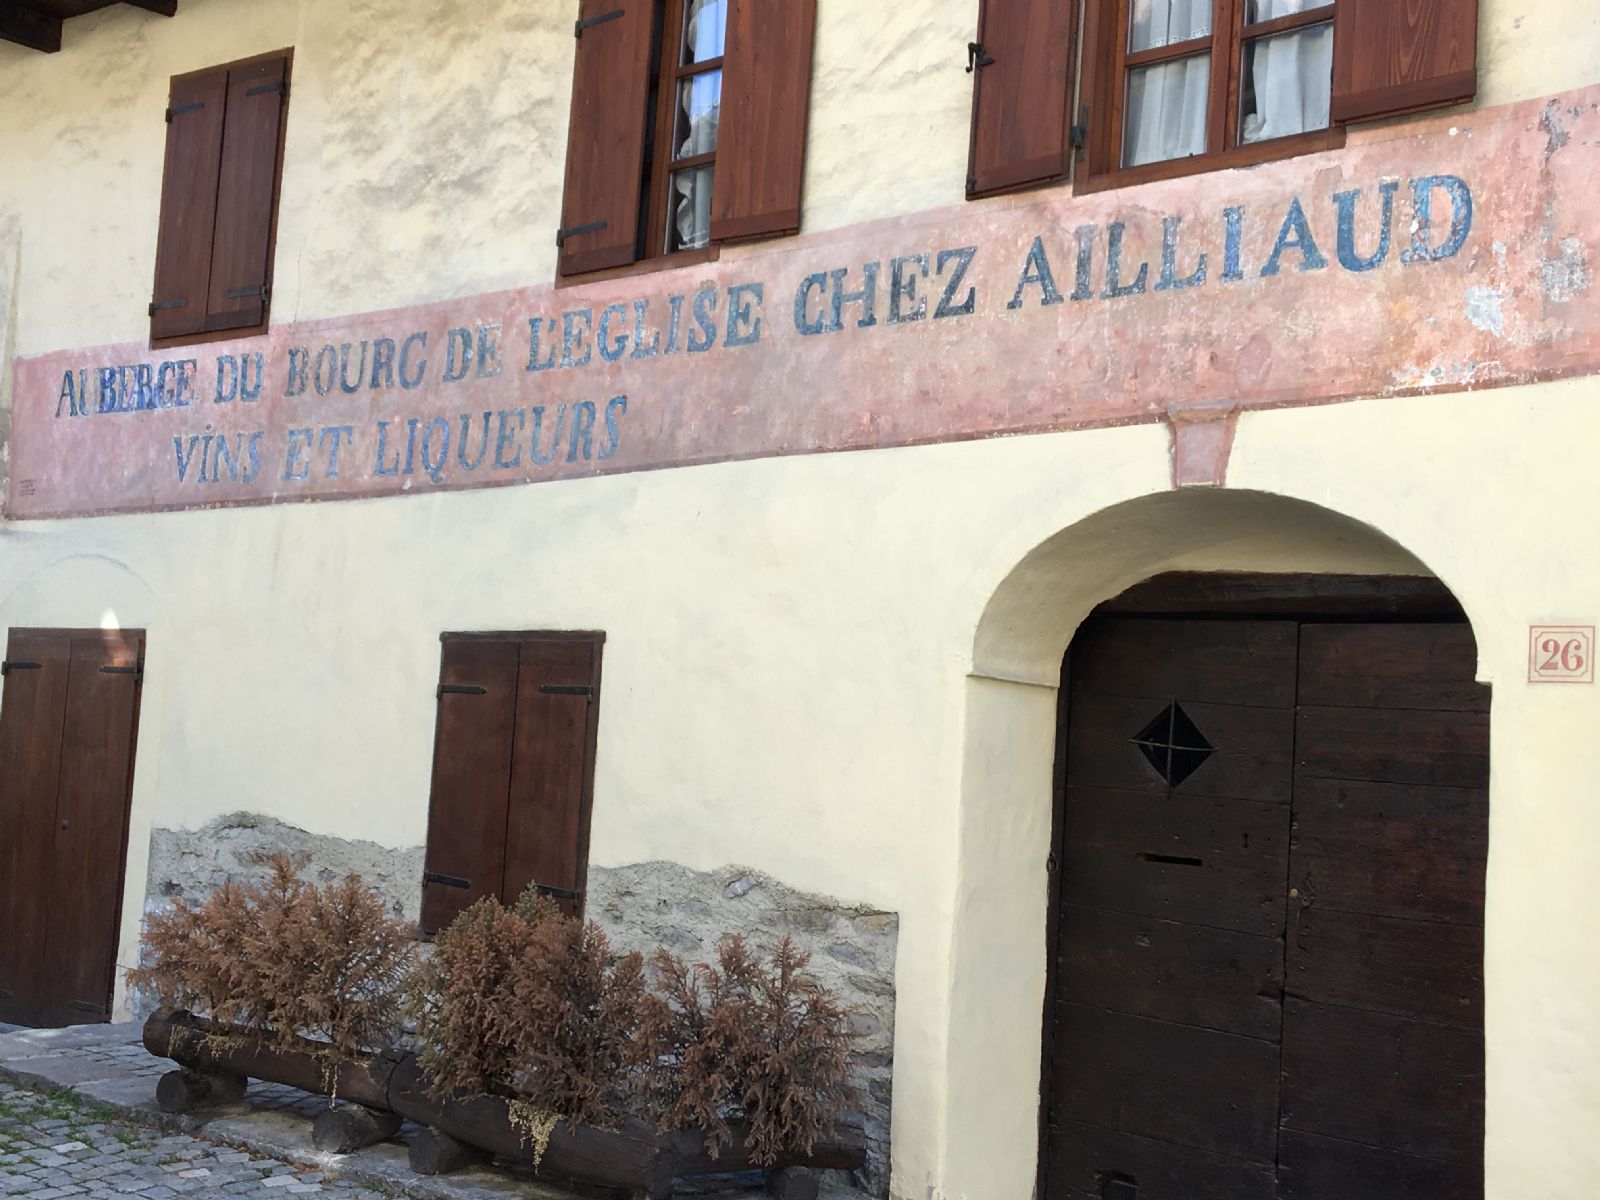 AUBERGE DU BOURG DE L'EGLISE CHEZ AILLIAUD
VINS ET LIQUEURS
26